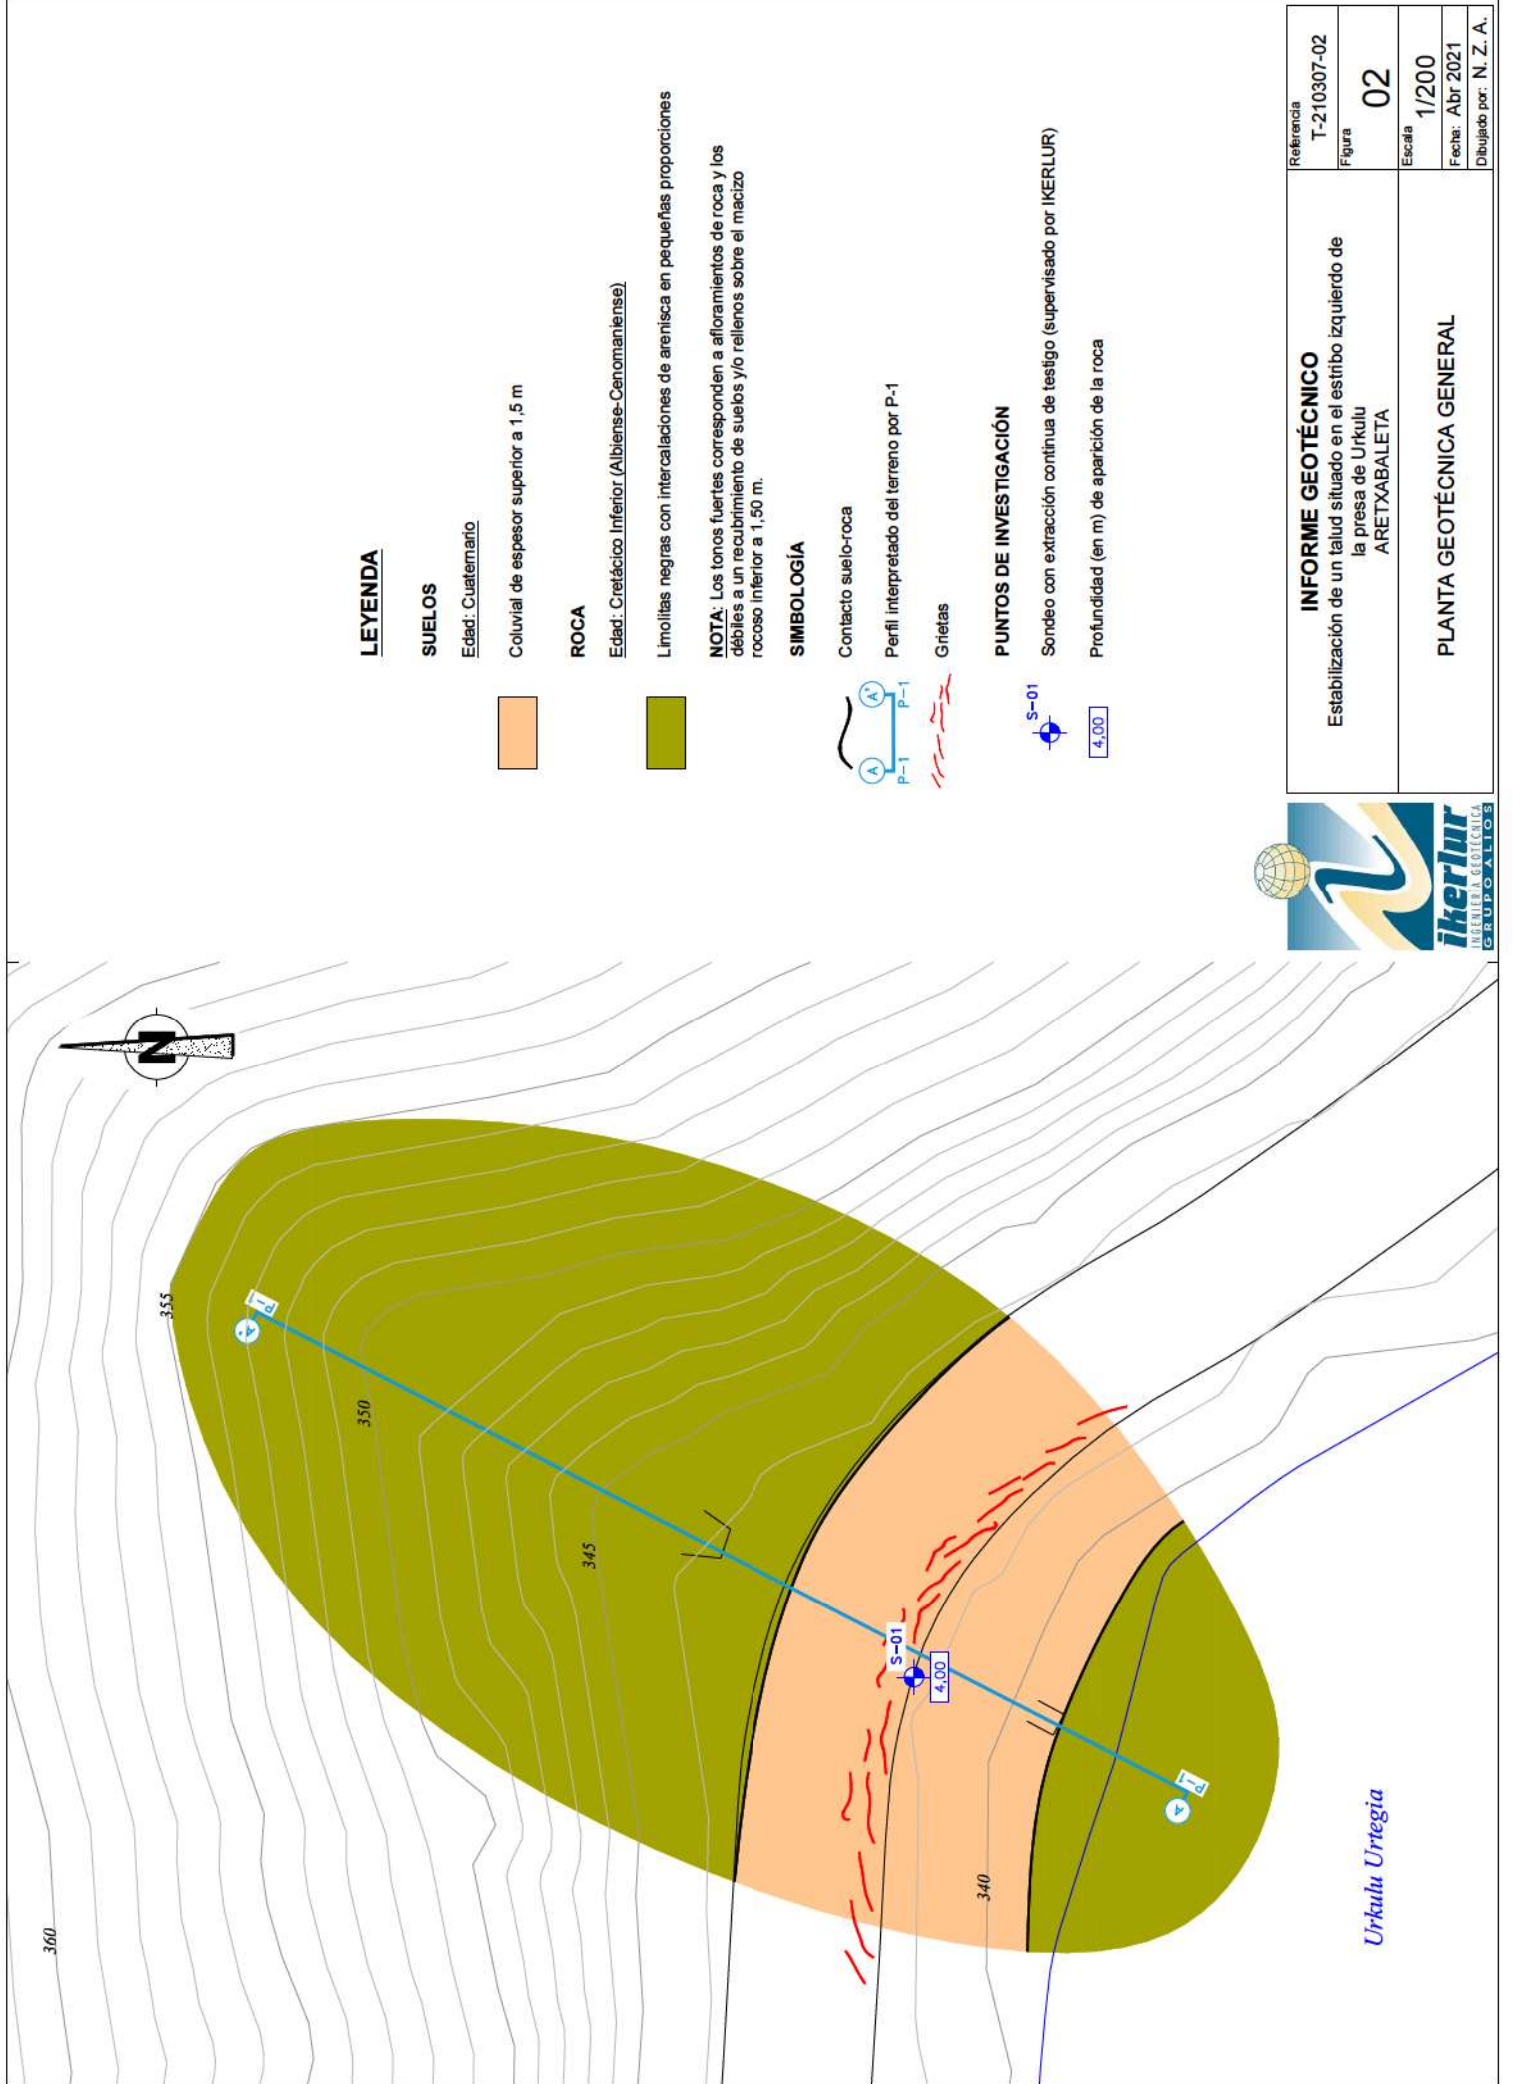 360
355
350
345
340
N
A'
P-1
S-01
4,00
A
P-1
Urkulu Urtegia
LEYENDA
SUELOS
Edad: Cuaternario
Coluvial de espesor superior a 1,5 m
ROCA
Edad: Cretácico Inferior (Albiense-Cenomaniense)
Limolitas negras con intercalaciones de arenisca en pequeñas proporciones
NOTA: Los tonos fuertes corresponden a afloramientos de roca y los
débiles a un recubrimiento de suelos y/o rellenos sobre el macizo
rocoso inferior a 1,50 m.
SIMBOLOGÍA
Contacto suelo-roca
A A'
P-1 P-1
Perfil interpretado del terreno por P-1
Grietas
PUNTOS DE INVESTIGACIÓN
S-01
Sondeo con extracción continua de testigo (supervisado por IKERLUR)
4,00
Profundidad (en m) de aparición de la roca
ikerlur
INGENIERÍA GEOTÉCNICA
GRUPO ALIOS
INFORME GEOTÉCNICO
Estabilización de un talud situado en el estribo izquierdo de
la presa de Urkulu
ARETXABALETA
PLANTA GEOTÉCNICA GENERAL
Referencia
T-210307-02
Figura
02
Escala
1/200
Fecha: Abr 2021
Dibujado por: N. Z. A.